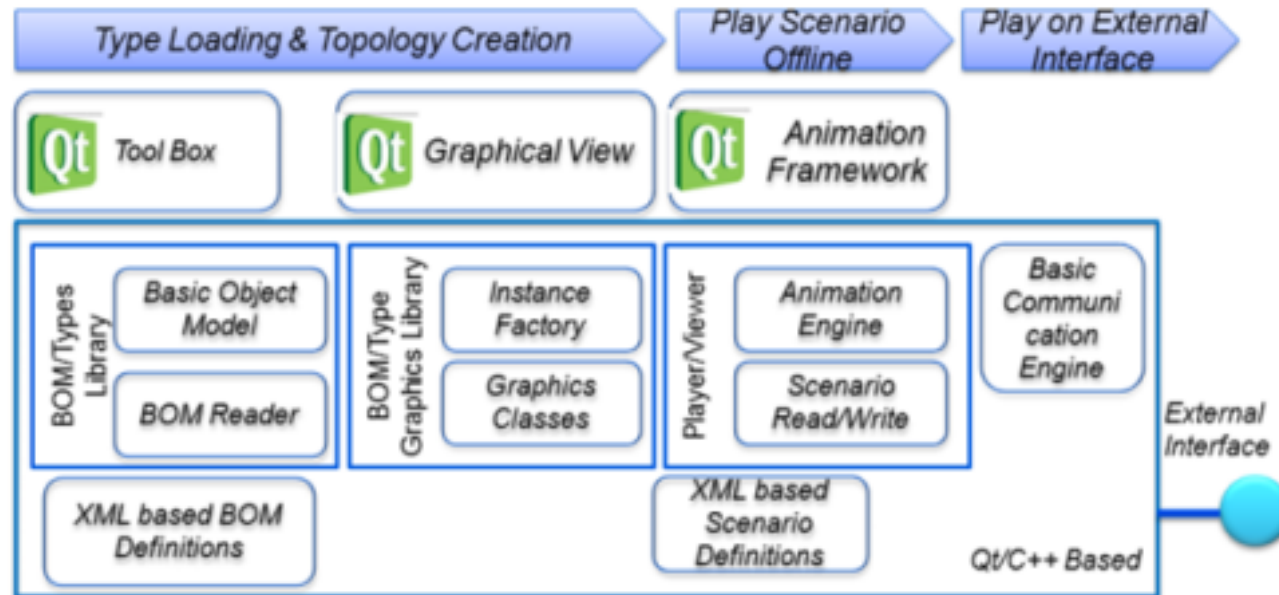 Type Loading & Topology Creation
Play Scenario
Offline
Play on External
Interface
Qt
Tool Box
Qt
Graphical View
Qt
Animation
Framework
BOM/Types
Library
Basic Object
Model
BOM Reader
BOM/Type
Graphics Library
Instance
Factory
Graphics
Classes
Player/Viewer
Animation
Engine
Scenario
Read/Write
Basic
Communi
cation
Engine
External
Interface
XML based BOM
Definitions
XML based
Scenario
Definitions
Qt/C++ Based